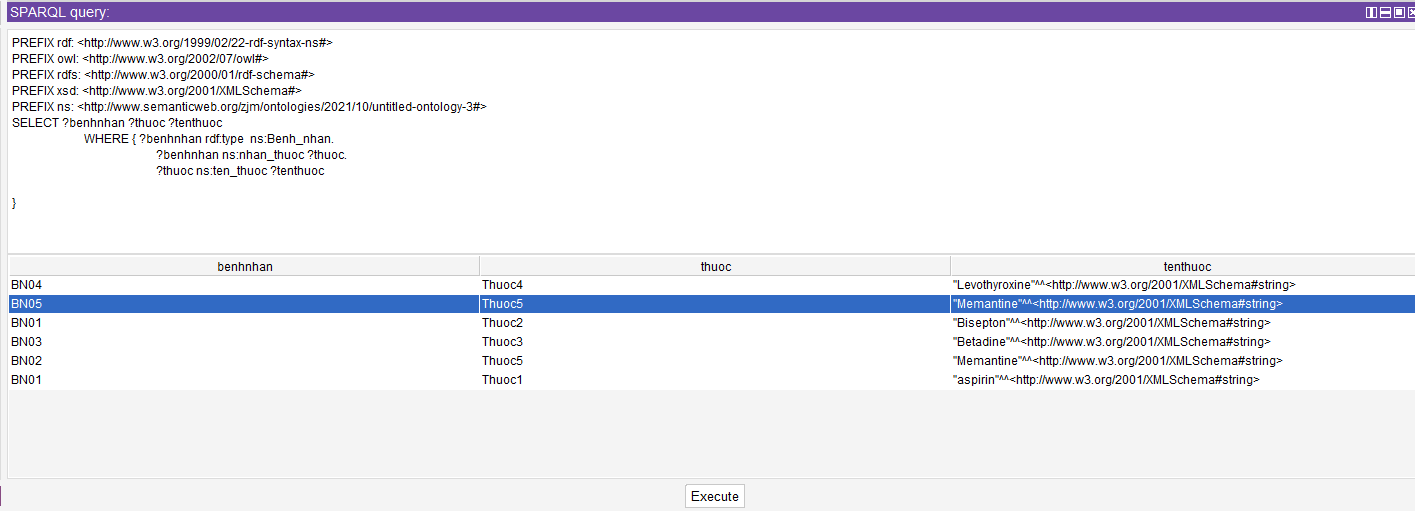 SPARQL query:
PREFIX rdf: <http://www.w3.org/1999/02/22-rdf-syntax-ns#>
PREFIX owl: <http://www.w3.org/2002/07/owl#>
PREFIX rdfs: <http://www.w3.org/2000/01/rdf-schema#>
PREFIX xsd: <http://www.w3.org/2001/XMLSchema#>
PREFIX ns: <http://www.semanticweb.org/zjm/ontologies/2021/10/untitled-ontology-3#>
SELECT ?benhnhan ?thuoc ?tenthuoc
WHERE { ?benhnhan rdf:type  ns:Benh_nhan.
?benhnhan ns:nhan_thuoc ?thuoc.
?thuoc ns:ten_thuoc ?tenthuoc
}
benhnhan thuoc tenthuoc
BN04 Thuoc4 "Levothyroxine"^^<http://www.w3.org/2001/XMLSchema#string>
BN05 Thuoc5 "Memantine"^^<http://www.w3.org/2001/XMLSchema#string>
BN01 Thuoc2 "Bisepton"^^<http://www.w3.org/2001/XMLSchema#string>
BN03 Thuoc3 "Betadine"^^<http://www.w3.org/2001/XMLSchema#string>
BN02 Thuoc5 "Memantine"^^<http://www.w3.org/2001/XMLSchema#string>
BN01 Thuoc1 "aspirin"^^<http://www.w3.org/2001/XMLSchema#string>
Execute